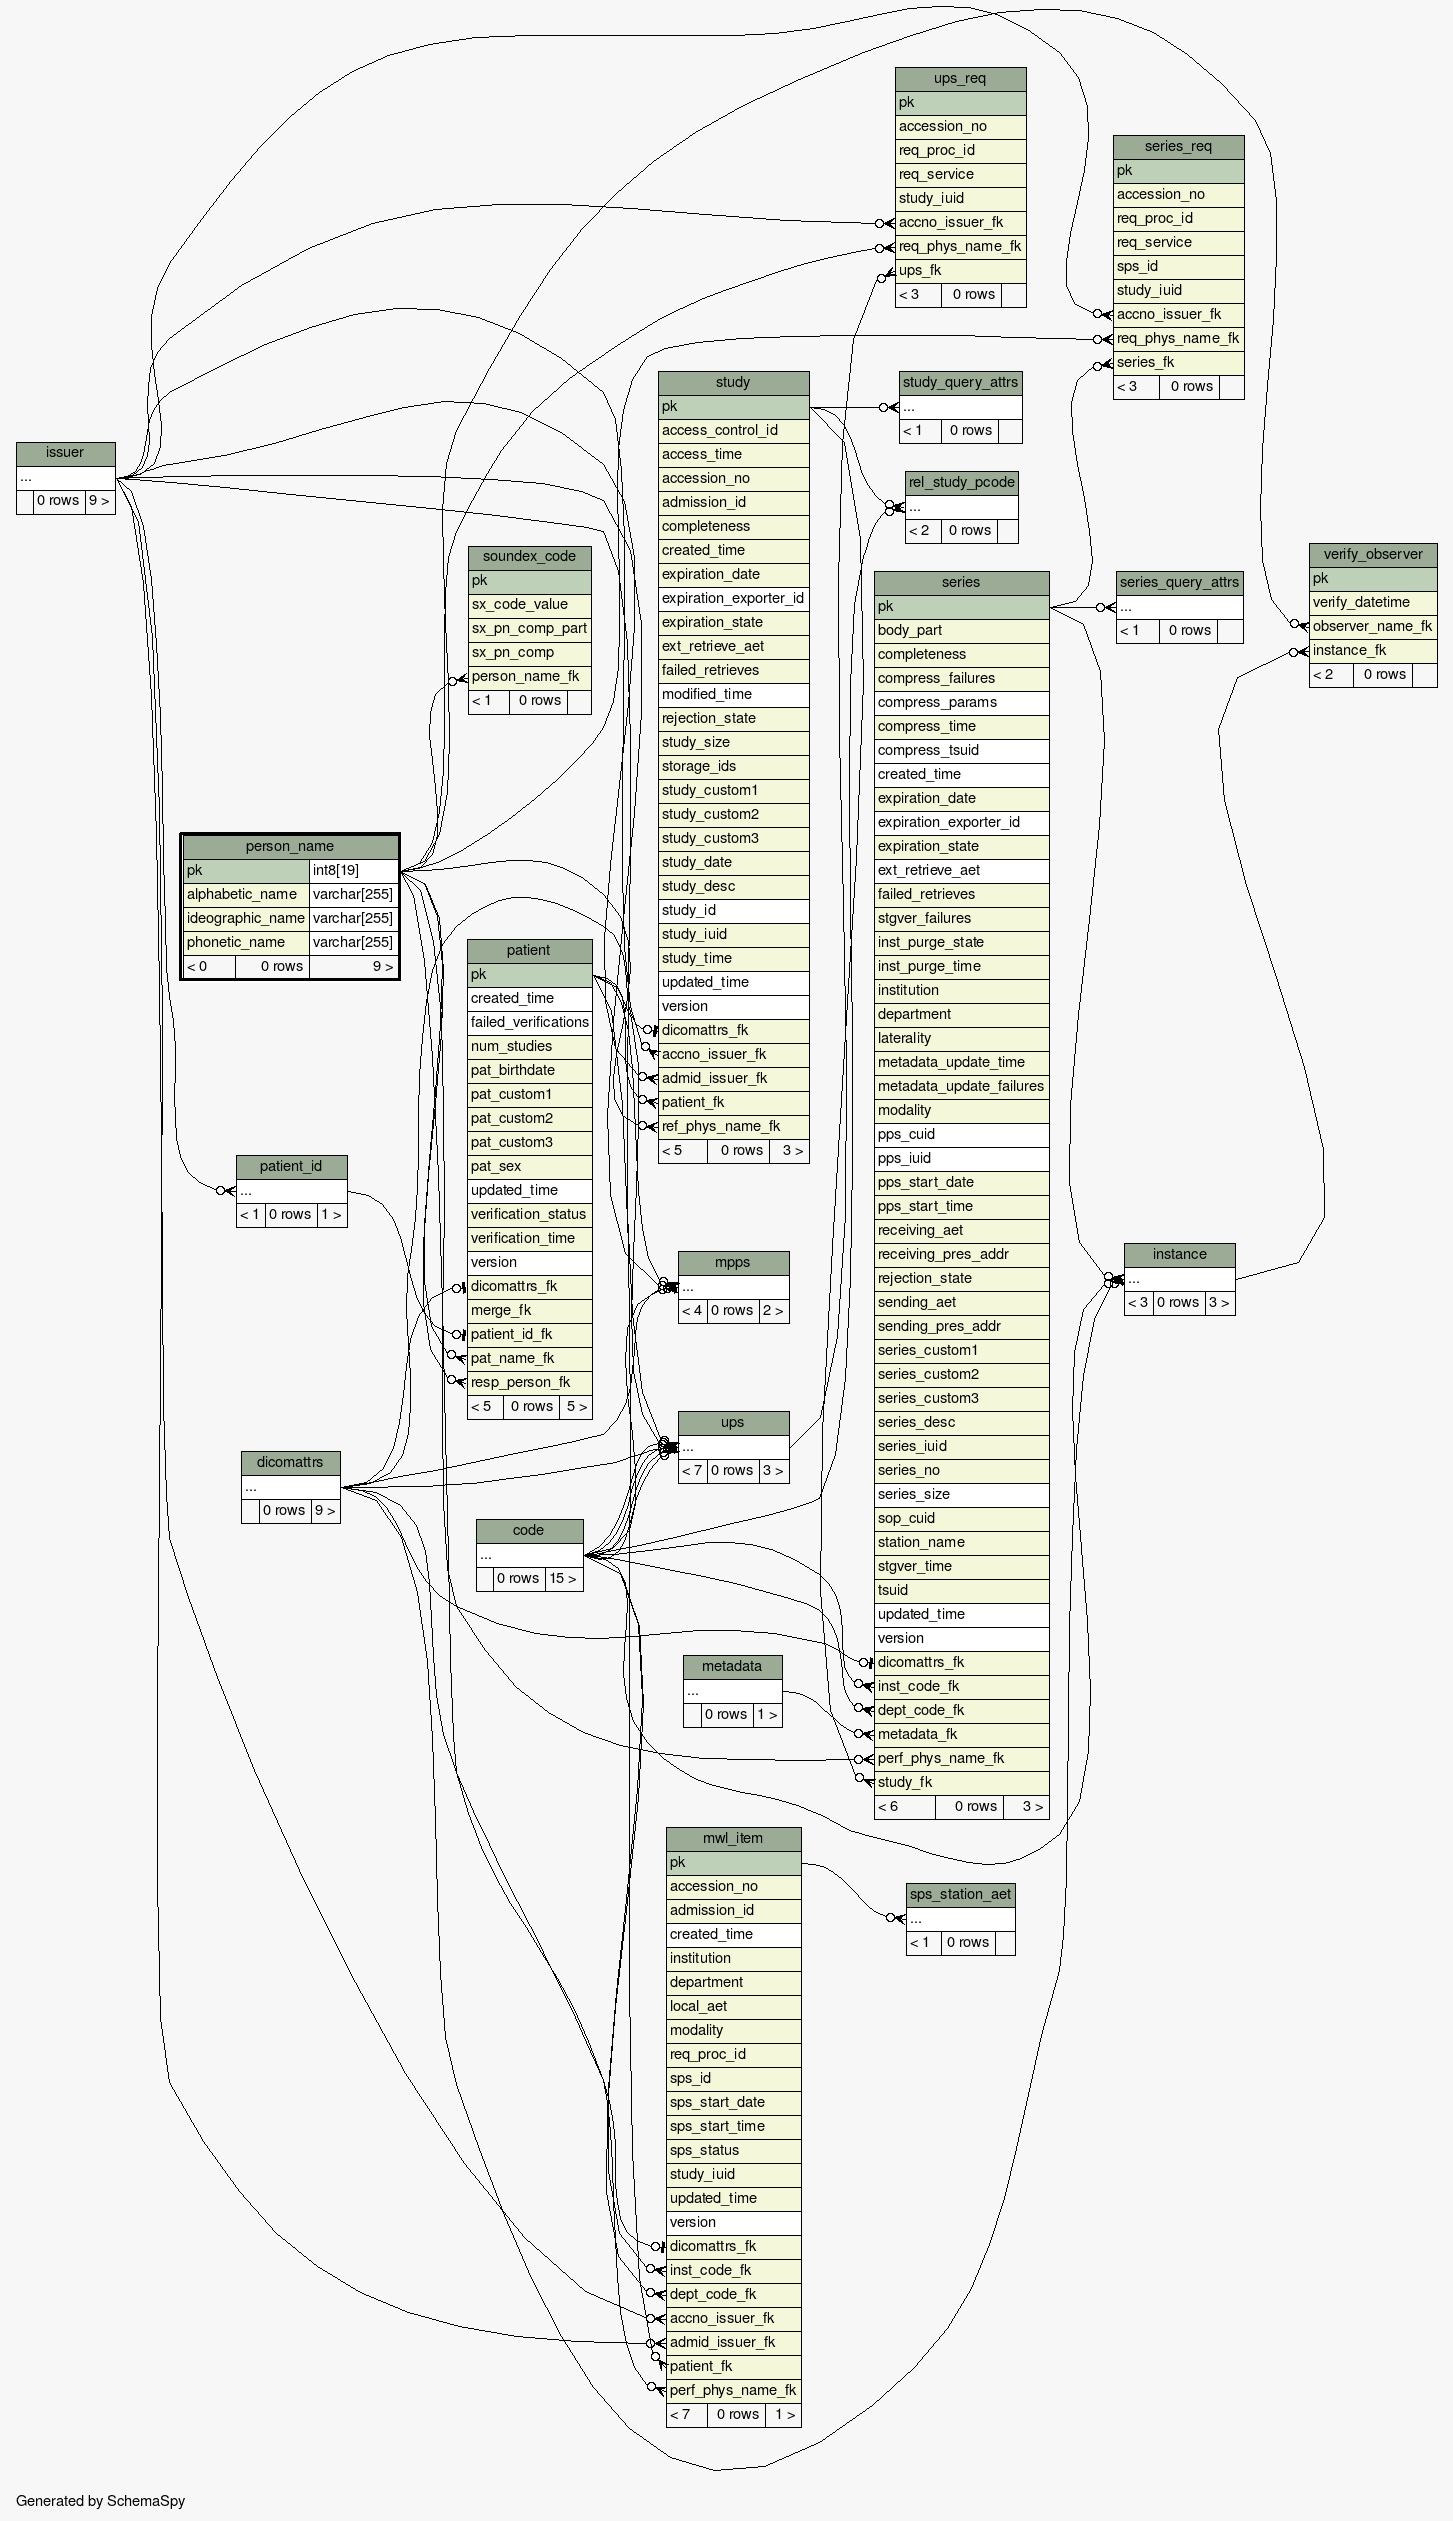 ups_req
pk
accession_no
req_proc_id
req_service
study_iuid
accno_issuer_fk
req_phys_name_fk
ups_fk
< 3 0 rows
series_req
pk
accession_no
req_proc_id
req_service
sps_id
study_iuid
accno_issuer_fk
req_phys_name_fk
series_fk
< 3 0 rows
study
pk
access_control_id
access_time
accession_no
admission_id
completeness
created_time
expiration_date
expiration_exporter_id
expiration_state
ext_retrieve_aet
failed_retrieves
modified_time
rejection_state
study_size
storage_ids
study_custom1
study_custom2
study_custom3
study_date
study_desc
study_id
study_iuid
study_time
updated_time
version
dicomattrs_fk
accno_issuer_fk
admid_issuer_fk
patient_fk
ref_phys_name_fk
< 5 0 rows 3 >
study_query_attrs
...
< 1 0 rows
issuer
...
0 rows 9 >
rel_study_pcode
...
< 2 0 rows
soundex_code
pk
sx_code_value
sx_pn_comp_part
sx_pn_comp
person_name_fk
< 1 0 rows
verify_observer
pk
verify_datetime
observer_name_fk
instance_fk
< 2 0 rows
series
pk
body_part
completeness
compress_failures
compress_params
compress_time
compress_tsuid
created_time
expiration_date
expiration_exporter_id
expiration_state
ext_retrieve_aet
failed_retrieves
stgver_failures
inst_purge_state
inst_purge_time
institution
department
laterality
metadata_update_time
metadata_update_failures
modality
pps_cuid
pps_iuid
pps_start_date
pps_start_time
receiving_aet
receiving_pres_addr
rejection_state
sending_aet
sending_pres_addr
series_custom1
series_custom2
series_custom3
series_desc
series_iuid
series_no
series_size
sop_cuid
station_name
stgver_time
tsuid
updated_time
version
dicomattrs_fk
inst_code_fk
dept_code_fk
metadata_fk
perf_phys_name_fk
study_fk
< 6 0 rows 3 >
series_query_attrs
...
< 1 0 rows
person_name
pk int8[19]
alphabetic_name varchar[255]
ideographic_name varchar[255]
phonetic_name varchar[255]
< 0 0 rows 9 >
patient
pk
created_time
failed_verifications
num_studies
pat_birthdate
pat_custom1
pat_custom2
pat_custom3
pat_sex
updated_time
verification_status
verification_time
version
dicomattrs_fk
merge_fk
patient_id_fk
pat_name_fk
resp_person_fk
< 5 0 rows 5 >
patient_id
...
< 1 0 rows 1 >
mpps
...
< 4 0 rows 2 >
instance
...
< 3 0 rows 3 >
ups
...
< 7 0 rows 3 >
dicomattrs
...
0 rows 9 >
code
...
0 rows 15 >
metadata
...
0 rows 1 >
mwl_item
pk
accession_no
admission_id
created_time
institution
department
local_aet
modality
req_proc_id
sps_id
sps_start_date
sps_start_time
sps_status
study_iuid
updated_time
version
dicomattrs_fk
inst_code_fk
dept_code_fk
accno_issuer_fk
admid_issuer_fk
patient_fk
perf_phys_name_fk
< 7 0 rows 1 >
sps_station_aet
...
< 1 0 rows
Generated by SchemaSpy